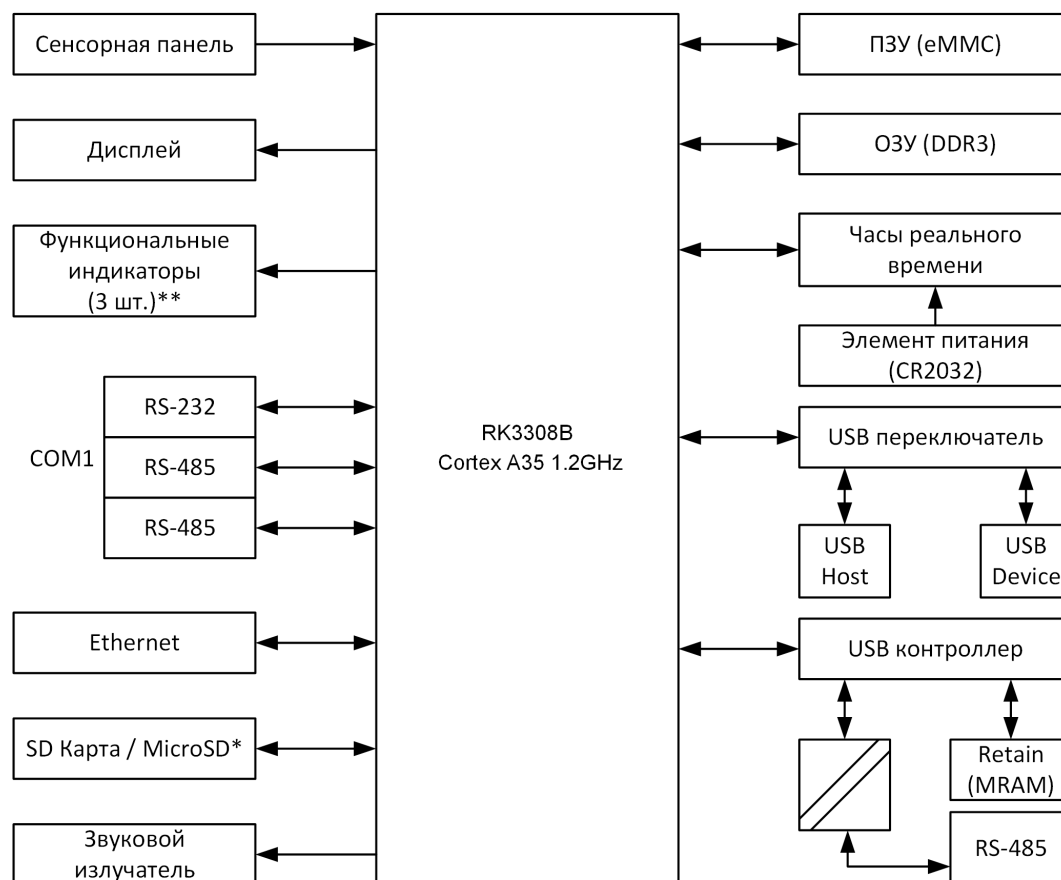 Сенсорная панель
Дисплей
Функциональные
индикаторы
(3 шт.)**
COM1
RS-232
RS-485
RS-485
Ethernet
SD Карта / MicroSD*
Звуковой
излучатель
RK3308B
Cortex A35 1.2GHz
ПЗУ (eMMC)
ОЗУ (DDR3)
Часы реального
времени
Элемент питания
(CR2032)
USB переключатель
USB
Host
USB
Device
USB контроллер
Retain
(MRAM)
RS-485